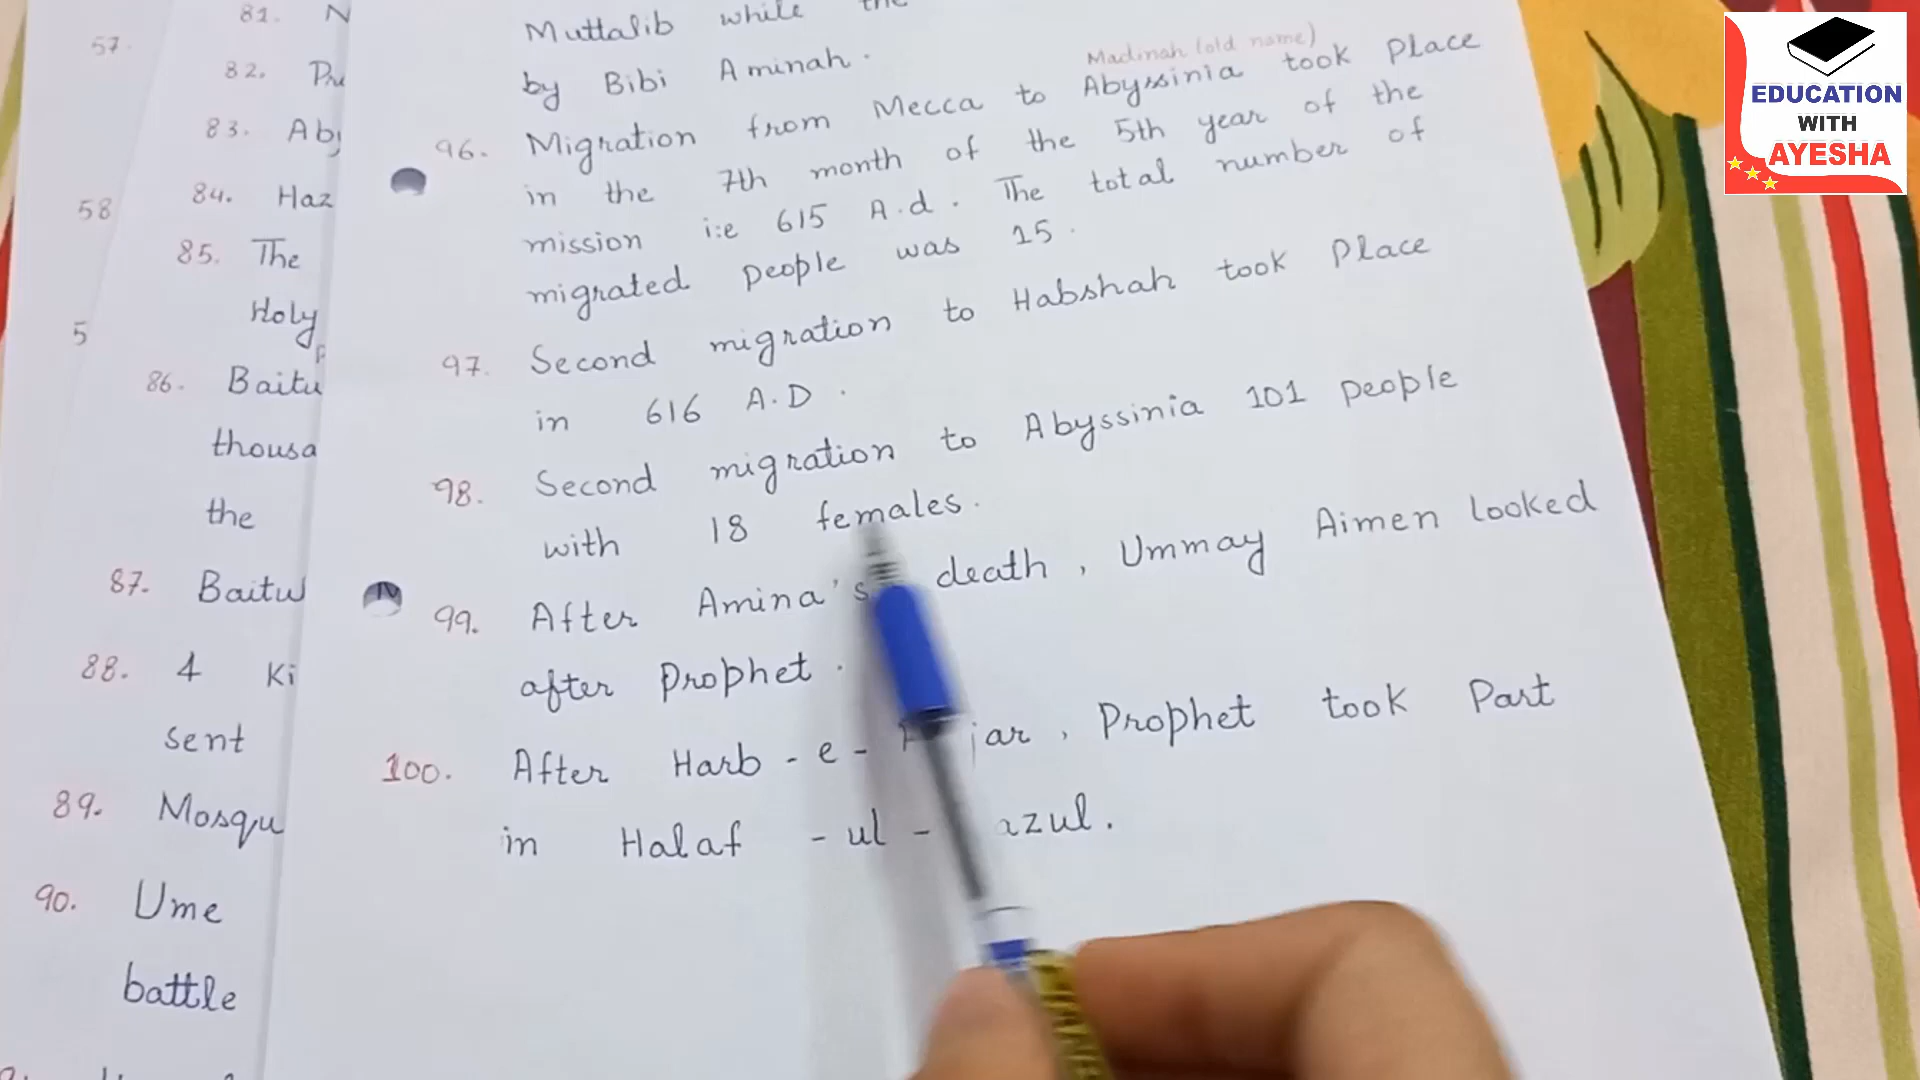 57.
58
5
81. N
82. Pru
83. Aby
84. Haz
85. The
Holy
p
86. Baitu
thousa
the
87. Baitu
88. 4 Ki
sent
89. Mosqu
90. Ume
battle
Muttalib while the
by Bibi Aminah.
Madinah (old name)
96. Migration from Mecca to Abyssinia took Place
in the 7th month of the 5th year of the
mission i:e 615 A.d. The total number of
migrated people was 15.
97. Second migration to Habshah took Place
in 616 A.D.
98. Second migration to Abyssinia 101 people
with 18 females.
99. After Amina's death, Ummay Aimen looked
after Prophet.
100. After Harb-e- jar, Prophet took Part
in Halaf-ul- azul.
EDUCATION
WITH
AYESHA